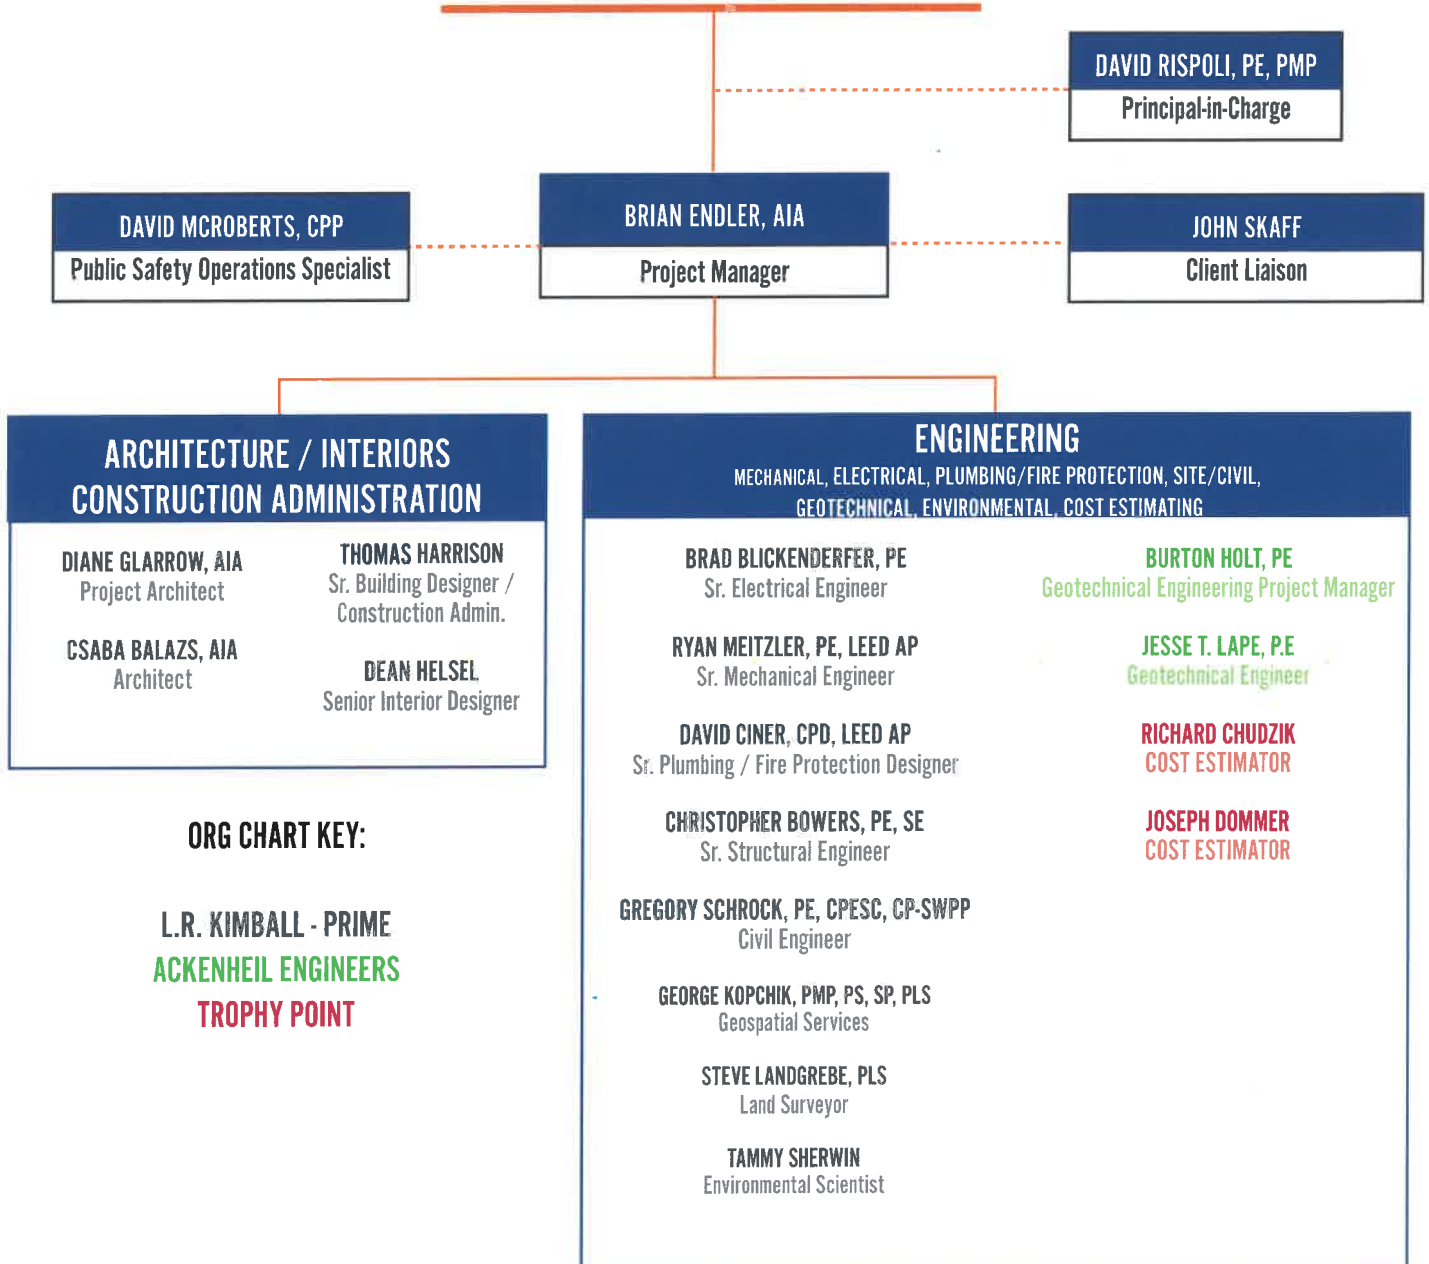 DAVID RISPOLI, PE, PMP
Principal-in-Charge
DAVID MCROBERTS, CPP
Public Safety Operations Specialist
BRIAN ENDLER, AIA
Project Manager
JOHN SKAFF
Client Liaison
ARCHITECTURE / INTERIORS
CONSTRUCTION ADMINISTRATION
DIANE GLARROW, AIA
Project Architect
CSABA BALAZS, AIA
Architect
THOMAS HARRISON
Sr. Building Designer /
Construction Admin.
DEAN HELSEL
Senior Interior Designer
ENGINEERING
MECHANICAL, ELECTRICAL, PLUMBING/FIRE PROTECTION, SITE/CIVIL,
GEOTECHNICAL, ENVIRONMENTAL, COST ESTIMATING
BRAD BLICKENDERFER, PE
Sr. Electrical Engineer
RYAN MEITZLER, PE, LEED AP
Sr. Mechanical Engineer
DAVID CINER, CPD, LEED AP
Sr. Plumbing / Fire Protection Designer
CHRISTOPHER BOWERS, PE, SE
Sr. Structural Engineer
GREGORY SCHROCK, PE, CPESC, CP-SWPP
Civil Engineer
GEORGE KOPCHIK, PMP, PS, SP, PLS
Geospatial Services
STEVE LANDGREBE, PLS
Land Surveyor
TAMMY SHERWIN
Environmental Scientist
BURTON HOLT, PE
Geotechnical Engineering Project Manager
JESSE T. LAPE, P.E
Geotechnical Engineer
RICHARD CHUDZIK
COST ESTIMATOR
JOSEPH DOMMER
COST ESTIMATOR
ORG CHART KEY:
L.R. KIMBALL - PRIME
ACKENHEIL ENGINEERS
TROPHY POINT